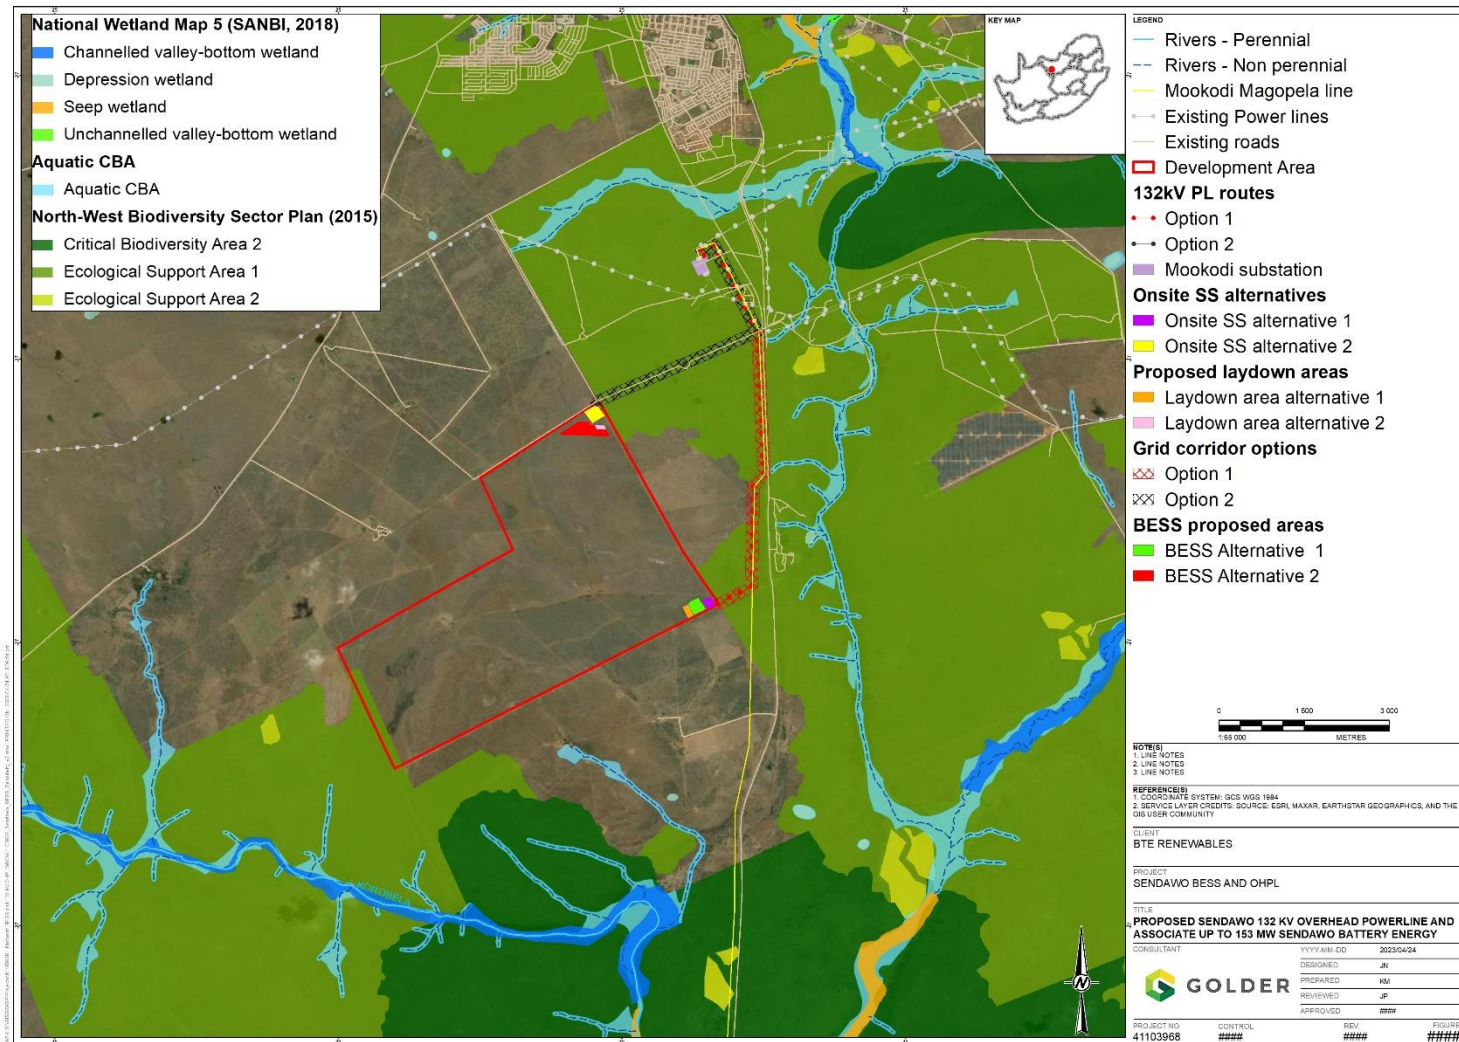 National Wetland Map 5 (SANBI, 2018)
Channelled valley-bottom wetland
Depression wetland
Seep wetland
Unchannelled valley-bottom wetland
Aquatic CBA
Aquatic CBA
North-West Biodiversity Sector Plan (2015)
Critical Biodiversity Area 2
Ecological Support Area 1
Ecological Support Area 2
KOROBELA
KEY MAP
N
LEGEND
Rivers - Perennial
Rivers - Non perennial
Mookodi Magopela line
Existing Power lines
Existing roads
Development Area
132kV PL routes
Option 1
Option 2
Mookodi substation
Onsite SS alternatives
Onsite SS alternative 1
Onsite SS alternative 2
Proposed laydown areas
Laydown area alternative 1
Laydown area alternative 2
Grid corridor options
Option 1
Option 2
BESS proposed areas
BESS Alternative 1
BESS Alternative 2
0 1 500 3 000
1:65 000 METRES
NOTE(S)
1. LINE NOTES
2. LINE NOTES
3. LINE NOTES
REFERENCE(S)
1. COORDINATE SYSTEM: GCS WGS 1984
2. SERVICE LAYER CREDITS: SOURCE: ESRI, MAXAR, EARTHSTAR GEOGRAPHICS, AND THE
GIS USER COMMUNITY
CLIENT
BTE RENEWABLES
PROJECT
SENDAWO BESS AND OHPL
TITLE
PROPOSED SENDAWO 132 KV OVERHEAD POWERLINE AND
ASSOCIATE UP TO 153 MW SENDAWO BATTERY ENERGY
CONSULTANT
GOLDER
YYYY-MM-DD 2023/04/24
DESIGNED JN
PREPARED KM
REVIEWED JP
APPROVED ####
PROJECT NO. CONTROL REV. FIGURE
41103968 #### #### ####